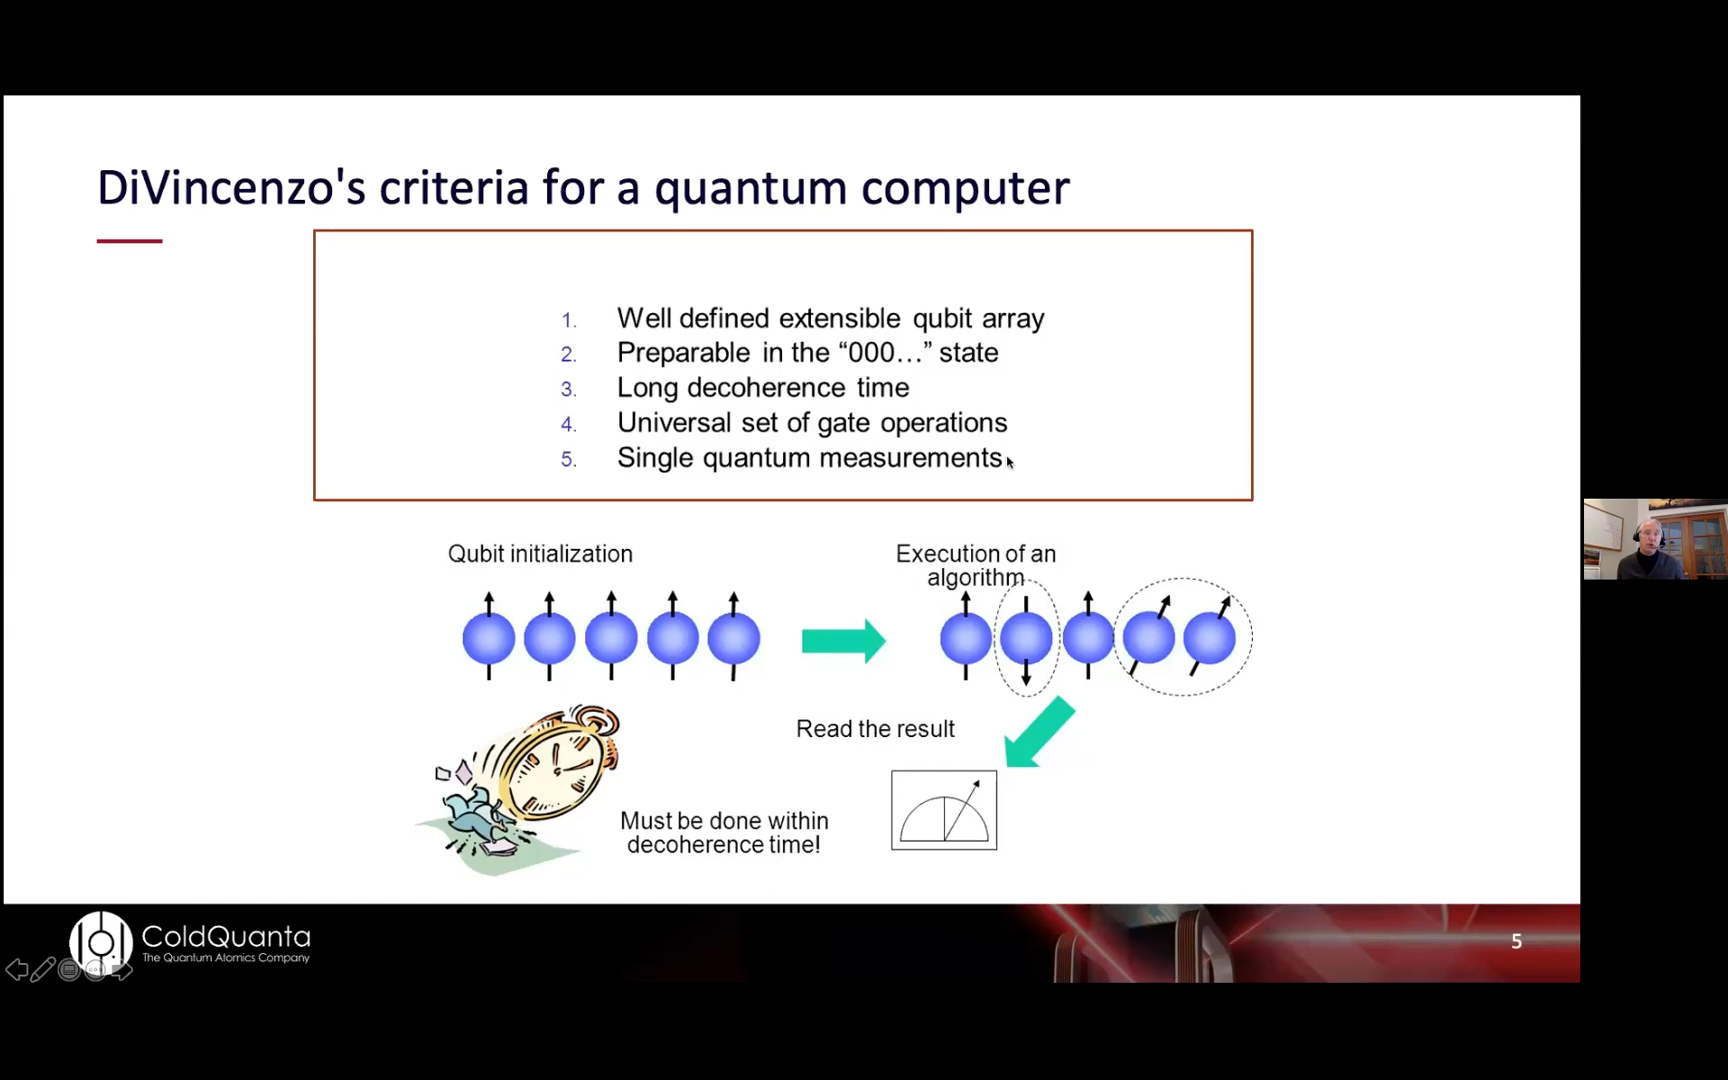 DiVincenzo's criteria for a quantum computer
1. Well defined extensible qubit array
2. Preparable in the “000…” state
3. Long decoherence time
4. Universal set of gate operations
5. Single quantum measurements
Qubit initialization
Execution of an
algorithm
Read the result
Must be done within
decoherence time!
ColdQuanta
The Quantum Atomics Company
5